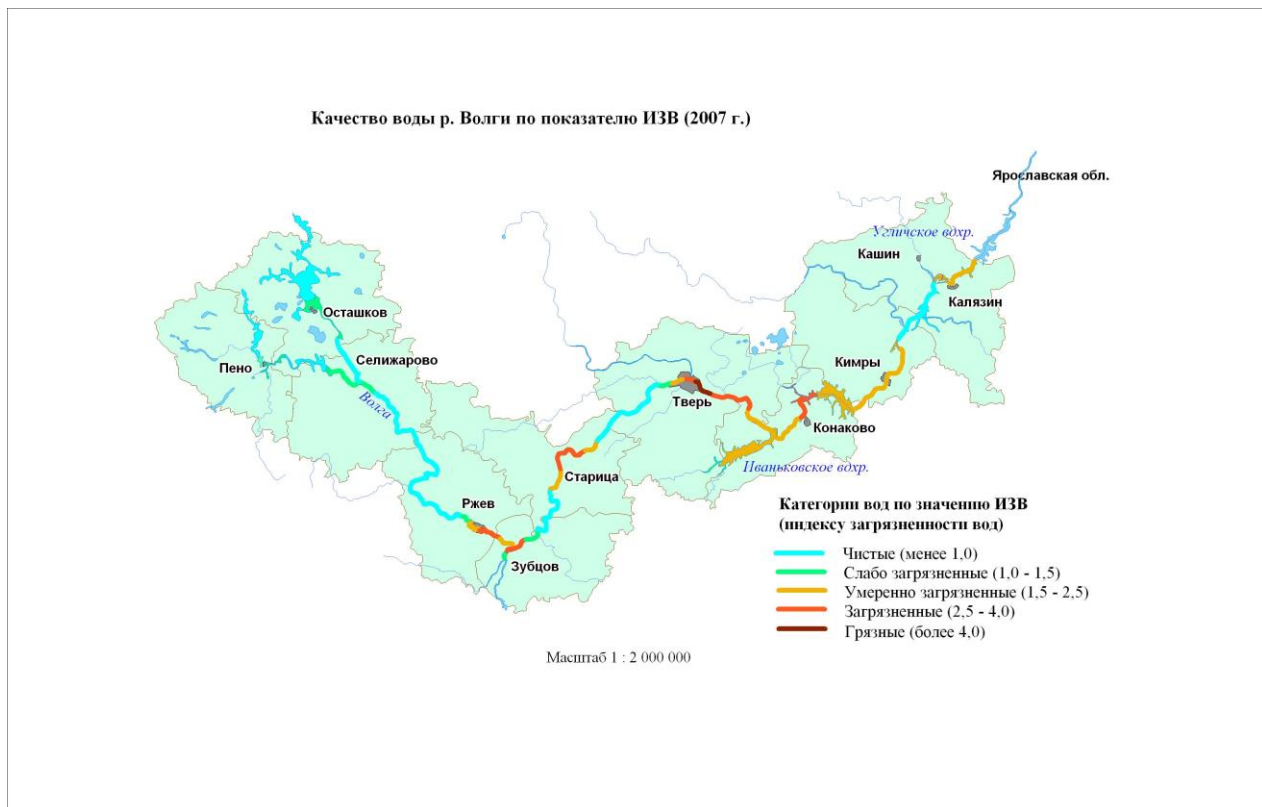 Качество воды р. Волги по показателю ИЗВ (2007 г.)
Ярославская обл.
Угличское вдхр.
Кашин
Калязин
Осташков
Селижарово
Пено
Волга
Кимры
Тверь
Конаково
Иваньковское вдхр.
Старица
Ржев
Зубцов
Категории вод по значению ИЗВ
(индексу загрязненности вод)
Чистые (менее 1,0)
Слабо загрязненные (1,0 - 1,5)
Умеренно загрязненные (1,5 - 2,5)
Загрязненные (2,5 - 4,0)
Грязные (более 4,0)
Масштаб 1 : 2 000 000